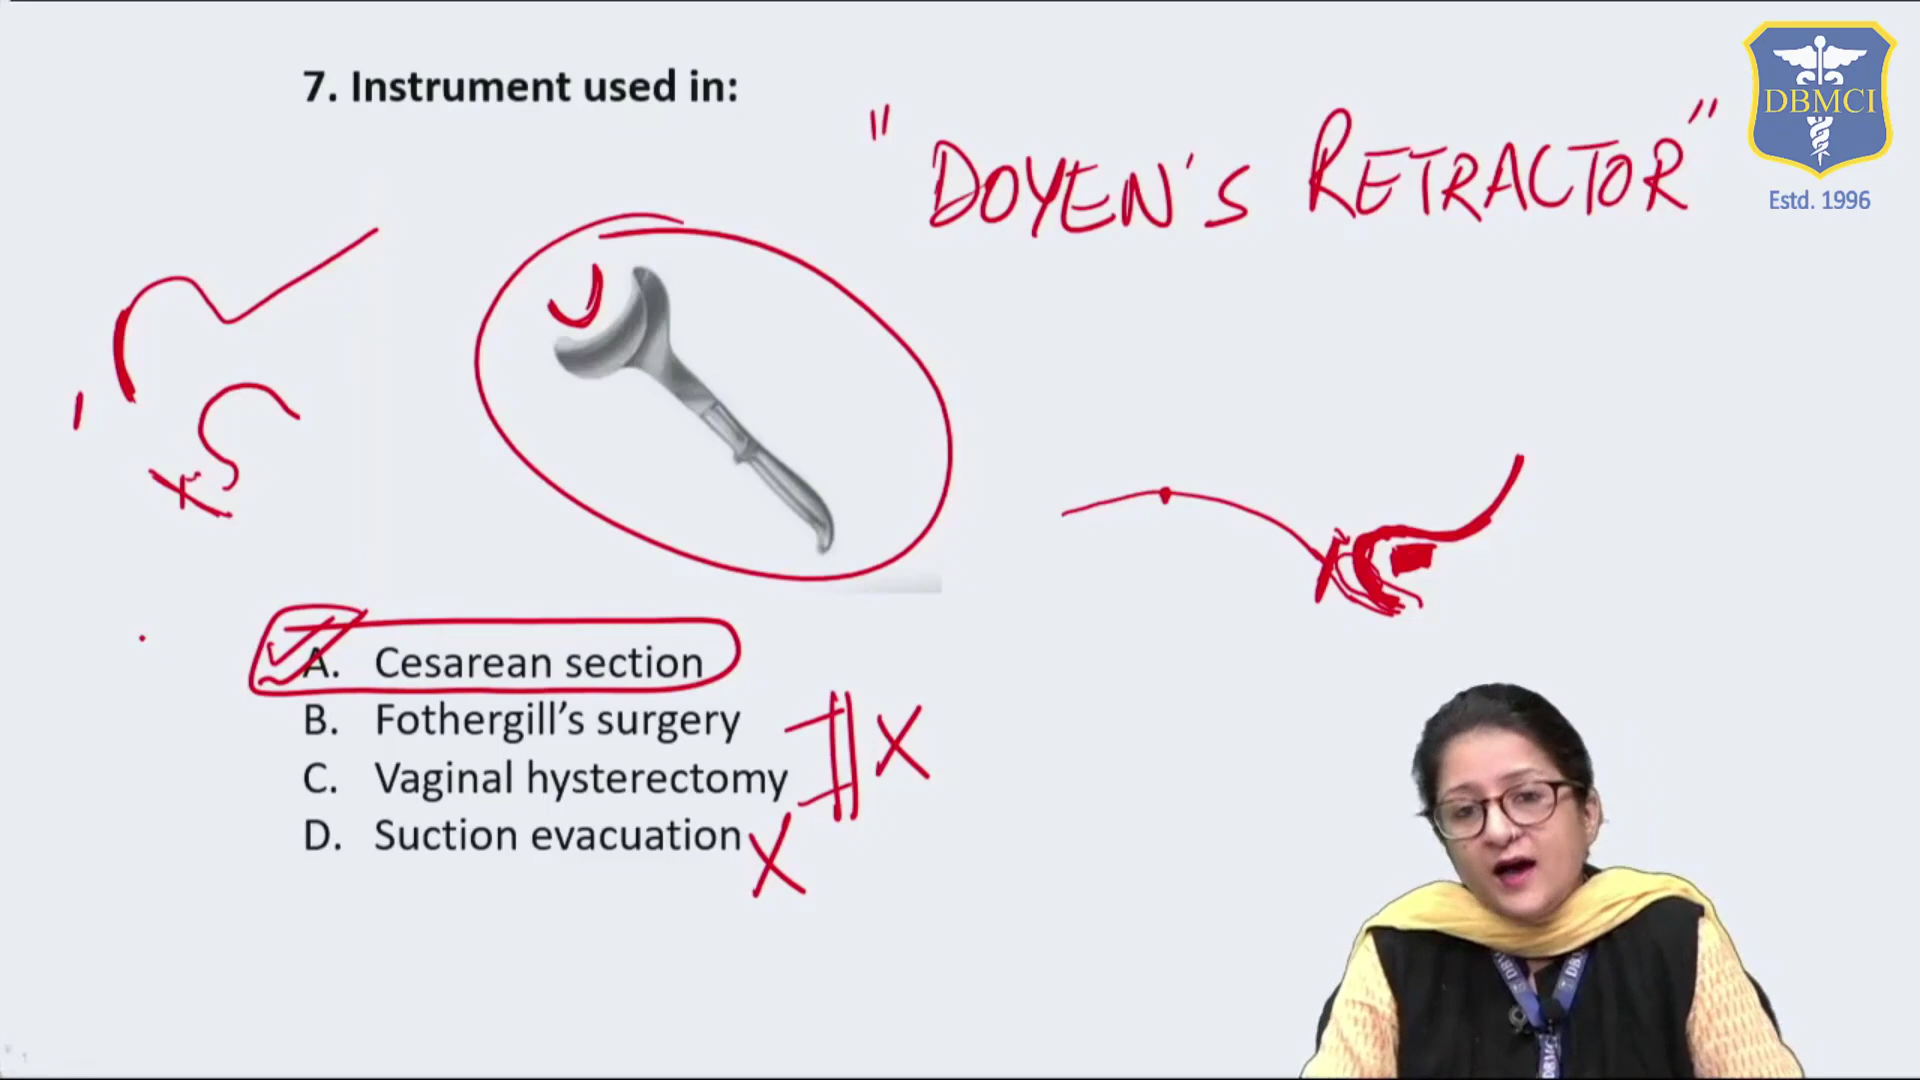 7. Instrument used in:
"DOYEN'S RETRACTOR"
DBMCI
Estd. 1996
A. Cesarean section
B. Fothergill's surgery
C. Vaginal hysterectomy
D. Suction evacuation